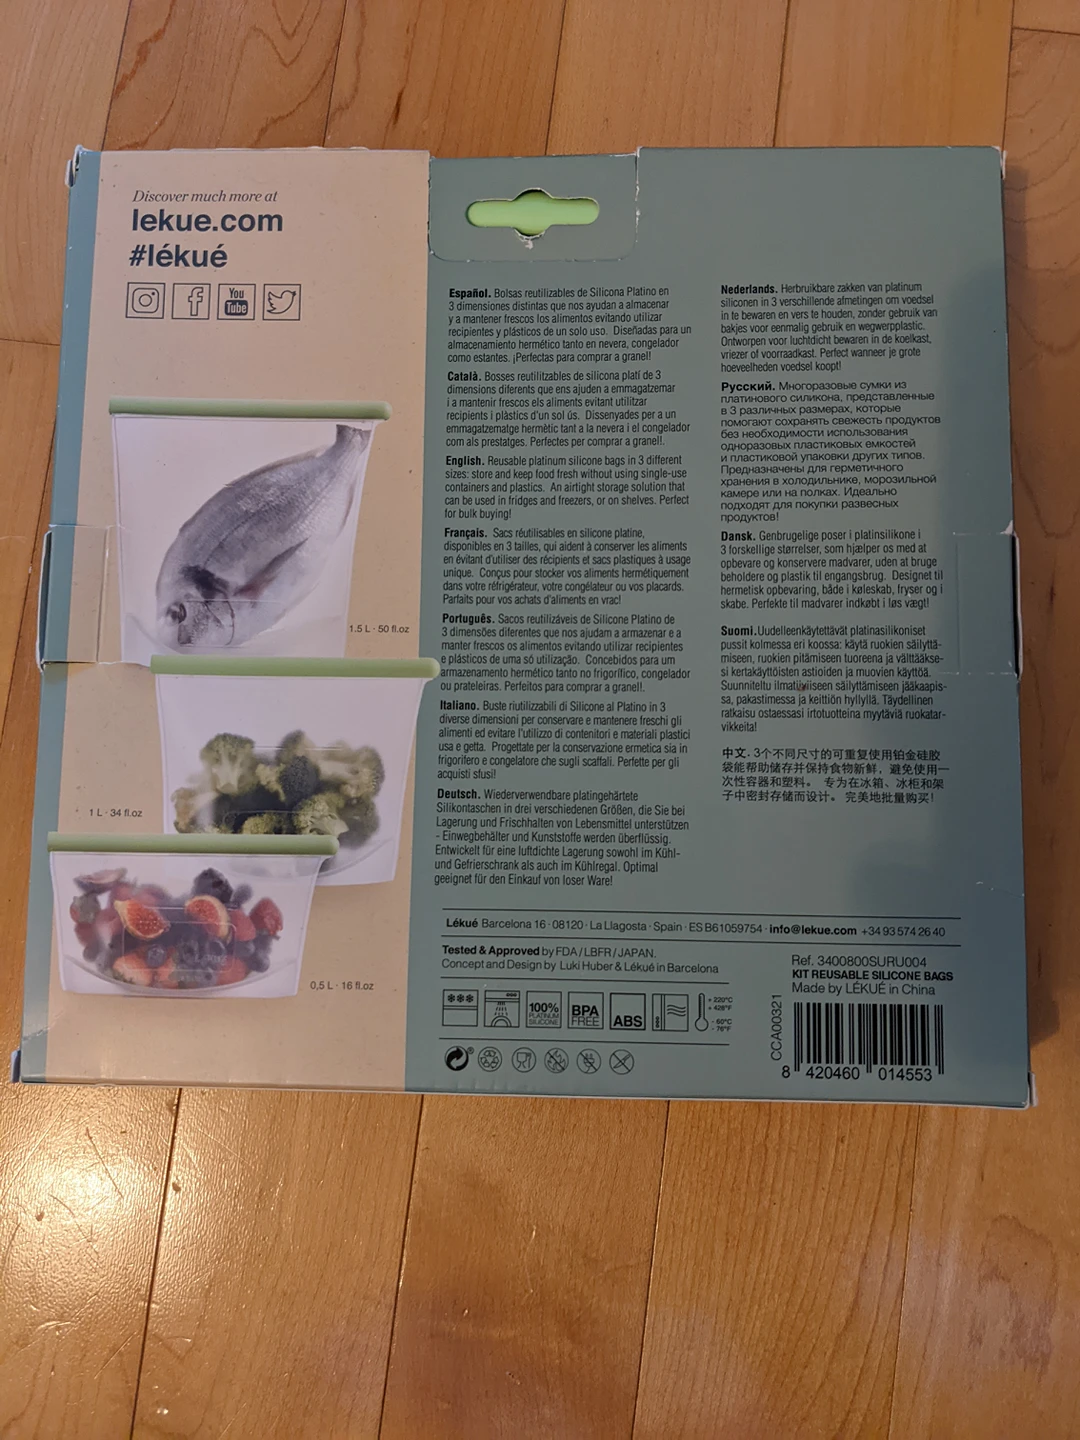 Discover much more at
lekue.com
#lékué
You
Tube
1.5 L · 50 fl.oz
1 L · 34 fl.oz
0,5 L · 16 fl.oz
Español. Bolsas reutilizables de Silicona Platino en
3 dimensiones distintas que nos ayudan a almacenar
y a mantener frescos los alimentos evitando utilizar
recipientes y plásticos de un solo uso. Diseñadas para un
almacenamiento hermético tanto en nevera, congelador
como estantes. ¡Perfectas para comprar a granel!
Català. Bosses reutilitzables de silicona platí de 3
dimensions diferents que ens ajuden a emmagatzemar
i a mantenir frescos els aliments evitant utilitzar
recipients i plàstics d'un sol ús. Dissenyades per a un
emmagatzematge hermètic tant a la nevera i el congelador
com als prestatges. Perfectes per comprar a granel!.
English. Reusable platinum silicone bags in 3 different
sizes: store and keep food fresh without using single-use
containers and plastics. An airtight storage solution that
can be used in fridges and freezers, or on shelves. Perfect
for bulk buying!
Français. Sacs réutilisables en silicone platine,
disponibles en 3 tailles, qui aident à conserver les aliments
en évitant d'utiliser des récipients et sacs plastiques à usage
unique. Conçus pour stocker vos aliments hermétiquement
dans votre réfrigérateur, votre congélateur ou vos placards.
Parfaits pour vos achats d'aliments en vrac!
Português. Sacos reutilizáveis de Silicone Platino de
3 dimensões diferentes que nos ajudam a armazenar e a
manter frescos os alimentos evitando utilizar recipientes
e plásticos de uma só utilização. Concebidos para um
armazenamento hermético tanto no frigorífico, congelador
ou prateleiras. Perfeitos para comprar a granel!.
Italiano. Buste riutilizzabili di Silicone al Platino in 3
diverse dimensioni per conservare e mantenere freschi gli
alimenti ed evitare l'utilizzo di contenitori e materiali plastici
usa e getta. Progettate per la conservazione ermetica sia in
frigorifero e congelatore che sugli scaffali. Perfette per gli
acquisti sfusi!
Deutsch. Wiederverwendbare platingehärtete
Silikontaschen in drei verschiedenen Größen, die Sie bei
Lagerung und Frischhalten von Lebensmittel unterstützen
- Einwegbehälter und Kunststoffe werden überflüssig.
Entwickelt für eine luftdichte Lagerung sowohl im Kühl-
und Gefrierschrank als auch im Kühlregal. Optimal
geeignet für den Einkauf von loser Ware!
Nederlands. Herbruikbare zakken van platinum
siliconen in 3 verschillende afmetingen om voedsel
in te bewaren en vers te houden, zonder gebruik van
bakjes voor eenmalig gebruik en wegwerpplastic.
Ontworpen voor luchtdicht bewaren in de koelkast,
vriezer of voorraadkast. Perfect wanneer je grote
hoeveelheden voedsel koopt!
Русский. Многоразовые сумки из
платинового силикона, представленные
в 3 различных размерах, которые
помогают сохранять свежесть продуктов
без необходимости использования
одноразовых пластиковых емкостей
и пластиковой упаковки других типов.
Предназначены для герметичного
хранения в холодильнике, морозильной
камере или на полках. Идеально
подходят для покупки развесных
продуктов!
Dansk. Genbrugelige poser i platinsilikone i
3 forskellige størrelser, som hjælper os med at
opbevare og konservere madvarer, uden at bruge
beholdere og plastik til engangsbrug. Designet til
hermetisk opbevaring, både i køleskab, fryser og i
skabe. Perfekte til madvarer indkøbt i løs vægt!
Suomi. Uudelleenkäytettävät platinasilikoniset
pussit kolmessa eri koossa: käytä ruokien säilyttä-
miseen, ruokien pitämiseen tuoreena ja välttääkse-
si kertakäyttöisten astioiden ja muovien käyttöä.
Suunniteltu ilmatiiviiseen säilyttämiseen jääkaapis-
sa, pakastimessa ja keittiön hyllyllä. Täydellinen
ratkaisu ostaessasi irtotuotteina myytäviä ruokatar-
vikkeita!
中文. 3个不同尺寸的可重复使用铂金硅胶
袋能帮助储存并保持食物新鲜，避免使用一
次性容器和塑料。 专为在冰箱、冰柜和架
子中密封存储而设计。 完美地批量购买!
Lékué Barcelona 16 · 08120 · La Llagosta · Spain · ES B61059754 · info@lekue.com +34 93 574 26 40
Tested & Approved by FDA / LBFR / JAPAN.
Concept and Design by Luki Huber & Lékué in Barcelona
100%
PLATINUM
SILICONE
BPA
FREE
ABS
+ 220°C
+ 428°F
- 60°C
- 76°F
Ref. 3400800SURU004
KIT REUSABLE SILICONE BAGS
Made by LÉKUÉ in China
CCA00321
8 420460 014553